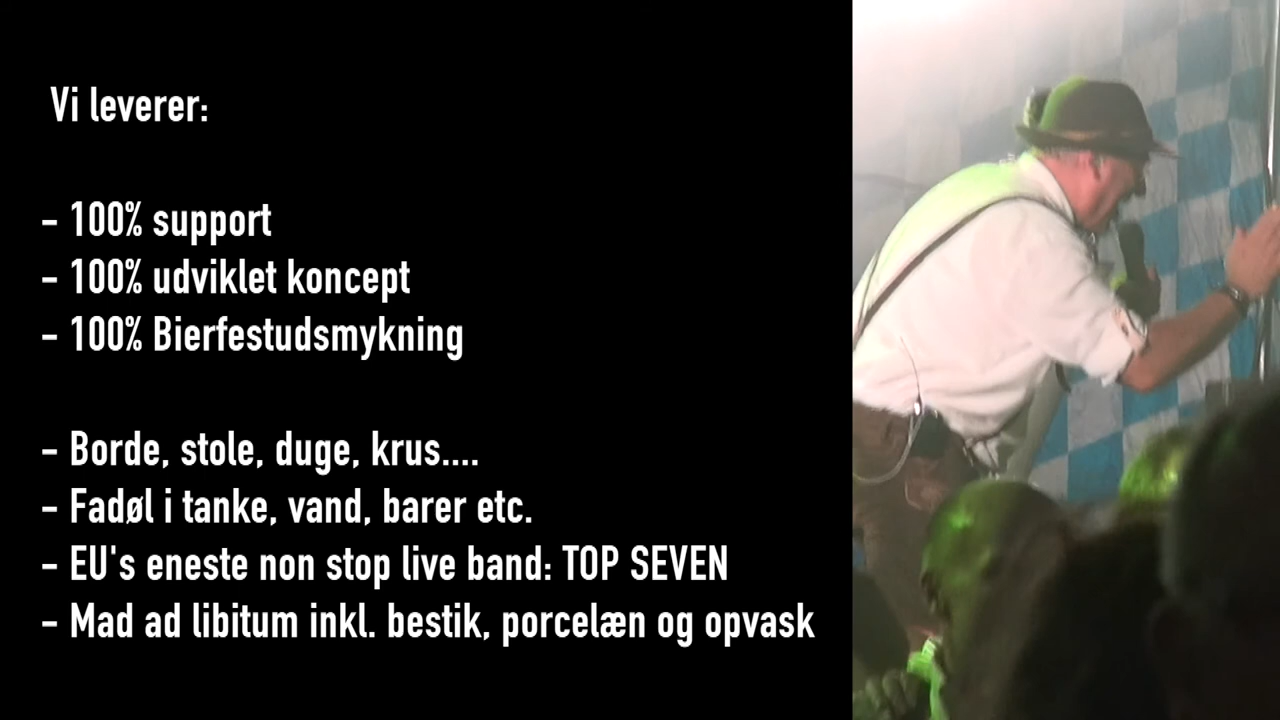 Vi leverer:
- 100% support
- 100% udviklet koncept
- 100% Bierfestudsmykning
- Borde, stole, duge, krus....
- Fadøl i tanke, vand, barer etc.
- EU's eneste non stop live band: TOP SEVEN
- Mad ad libitum inkl. bestik, porcelæn og opvask